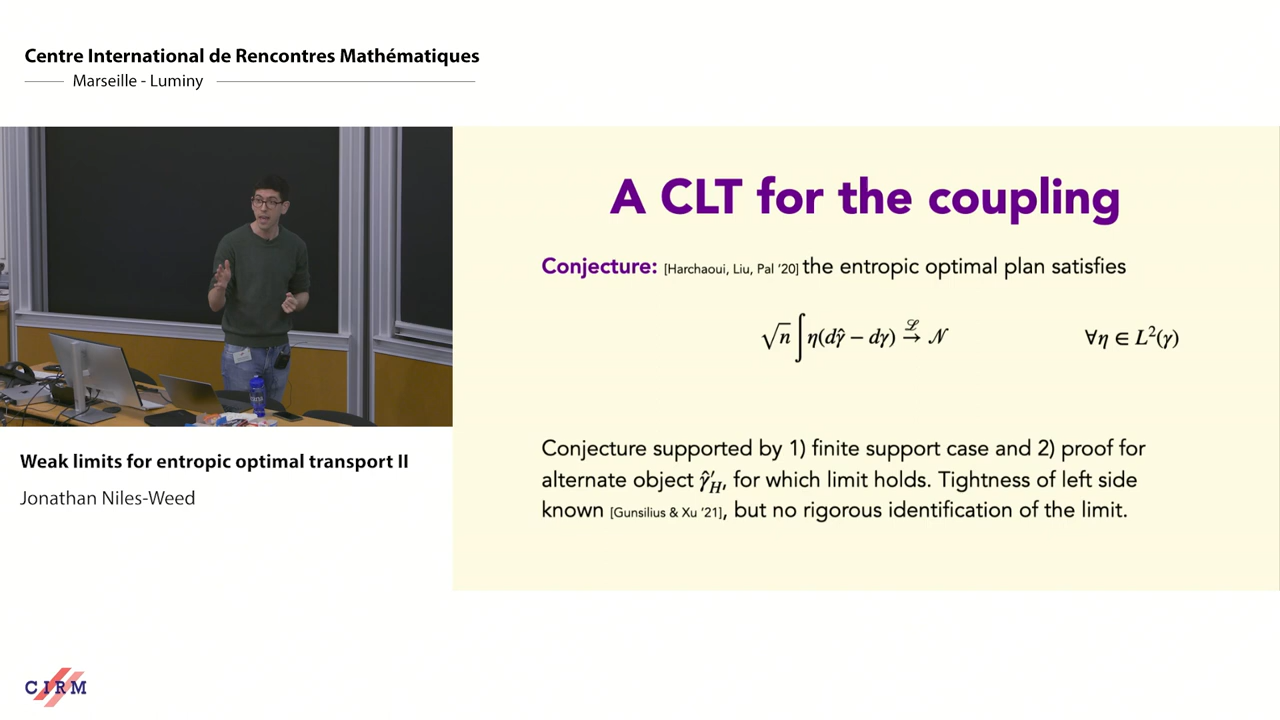 Centre International de Rencontres Mathématiques
Marseille - Luminy
A CLT for the coupling
Conjecture: [Harchaoui, Liu, Pal '20] the entropic optimal plan satisfies
√n ∫ η(dγ̂ − dγ) →^ℒ 𝒩 ∀η ∈ L²(γ)
Conjecture supported by 1) finite support case and 2) proof for
alternate object γ̂′_H, for which limit holds. Tightness of left side
known [Gunsilius & Xu '21], but no rigorous identification of the limit.
Weak limits for entropic optimal transport II
Jonathan Niles-Weed
CIRM